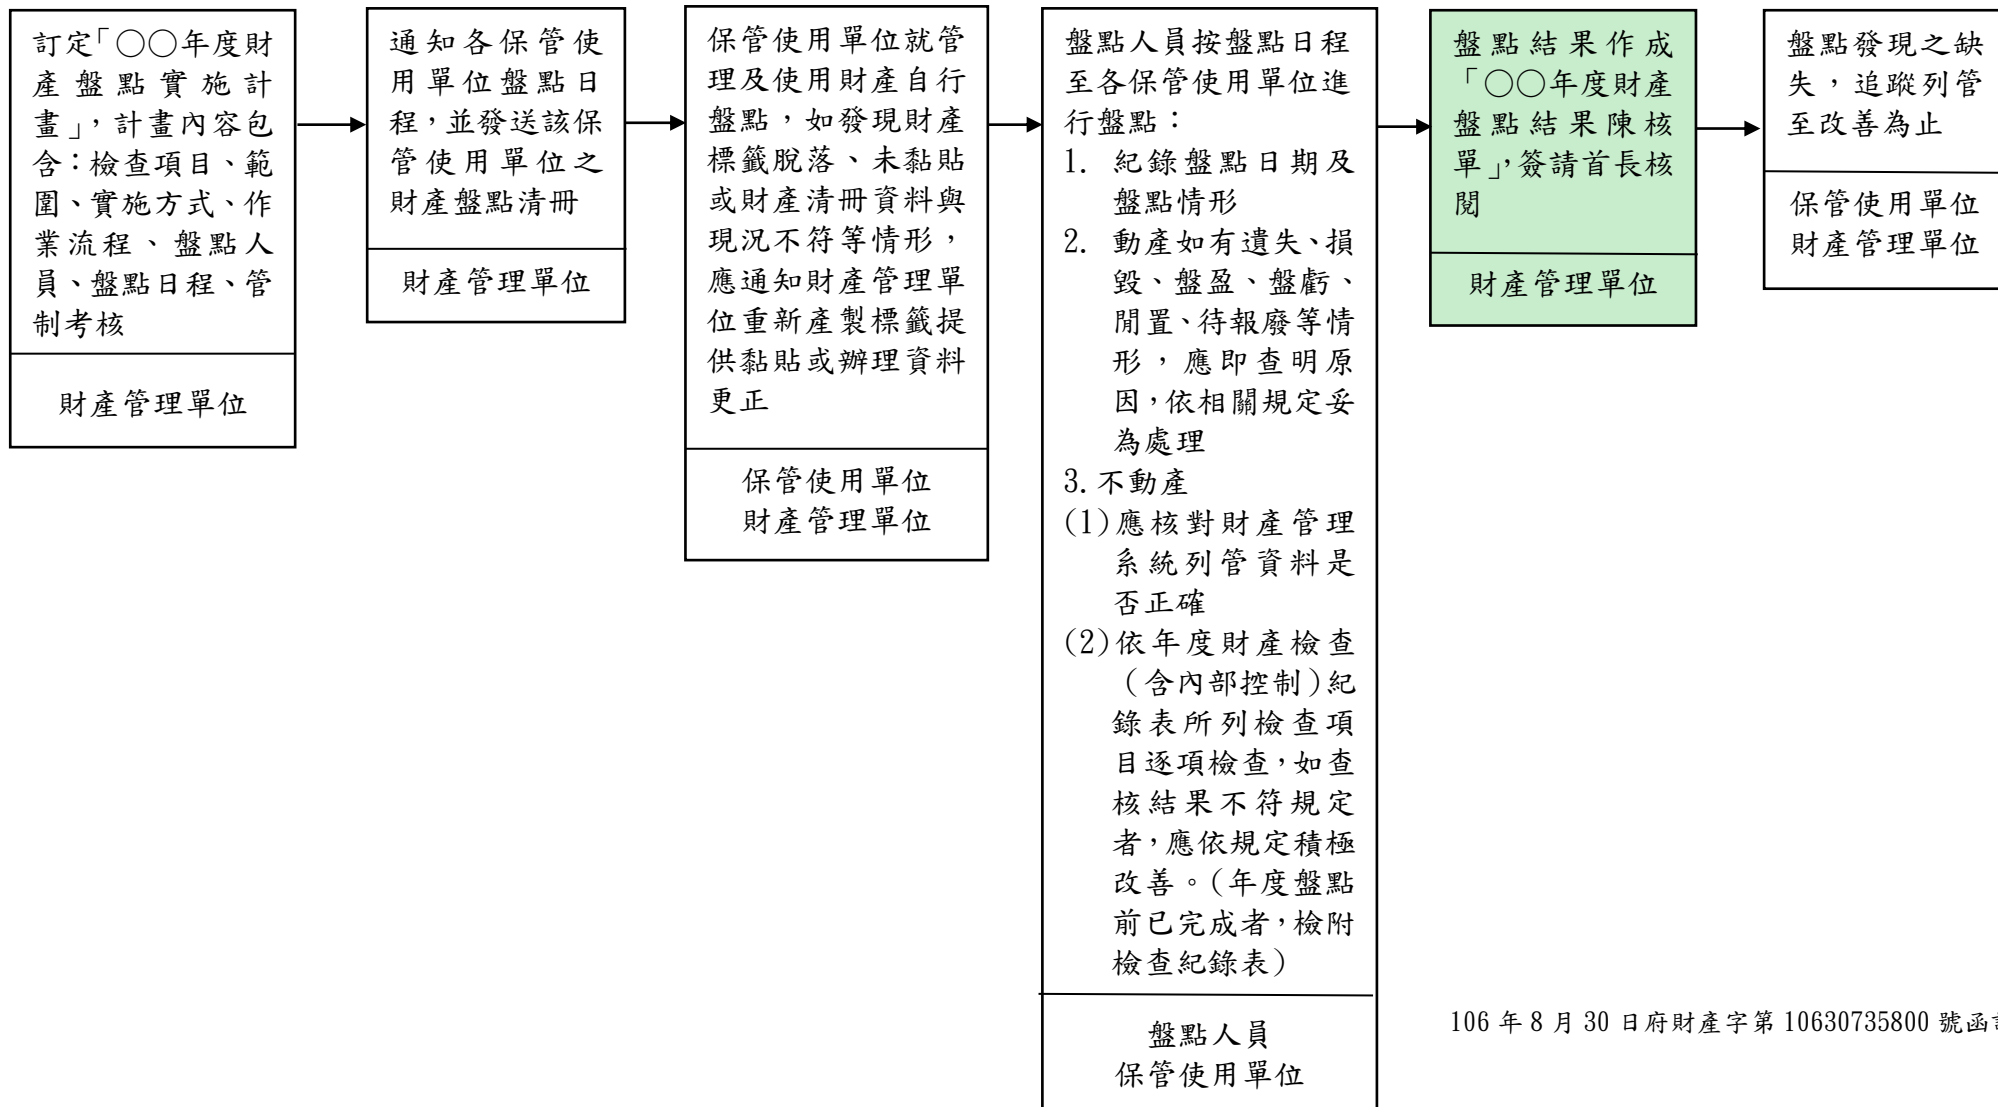 訂定「○○年度財
產盤點實施計
畫」，計畫內容包
含：檢查項目、範
圍、實施方式、作
業流程、盤點人
員、盤點日程、管
制考核
財產管理單位
通知各保管使
用單位盤點日
程，並發送該保
管使用單位之
財產盤點清冊
財產管理單位
保管使用單位就管
理及使用財產自行
盤點，如發現財產
標籤脫落、未黏貼
或財產清冊資料與
現況不符等情形，
應通知財產管理單
位重新產製標籤提
供黏貼或辦理資料
更正
保管使用單位
財產管理單位
盤點人員按盤點日程
至各保管使用單位進
行盤點：
1. 紀錄盤點日期及
盤點情形
2. 動產如有遺失、損
毀、盤盈、盤虧、
閒置、待報廢等情
形，應即查明原
因，依相關規定妥
為處理
3.不動產
(1)應核對財產管理
系統列管資料是
否正確
(2)依年度財產檢查
（含內部控制）紀
錄表所列檢查項
目逐項檢查，如查
核結果不符規定
者，應依規定積極
改善。（年度盤點
前已完成者，檢附
檢查紀錄表）
盤點人員
保管使用單位
盤點結果作成
「○○年度財產
盤點結果陳核
單」，簽請首長核
閱
財產管理單位
盤點發現之缺
失，追蹤列管
至改善為止
保管使用單位
財產管理單位
106 年 8 月 30 日府財產字第 10630735800 號函